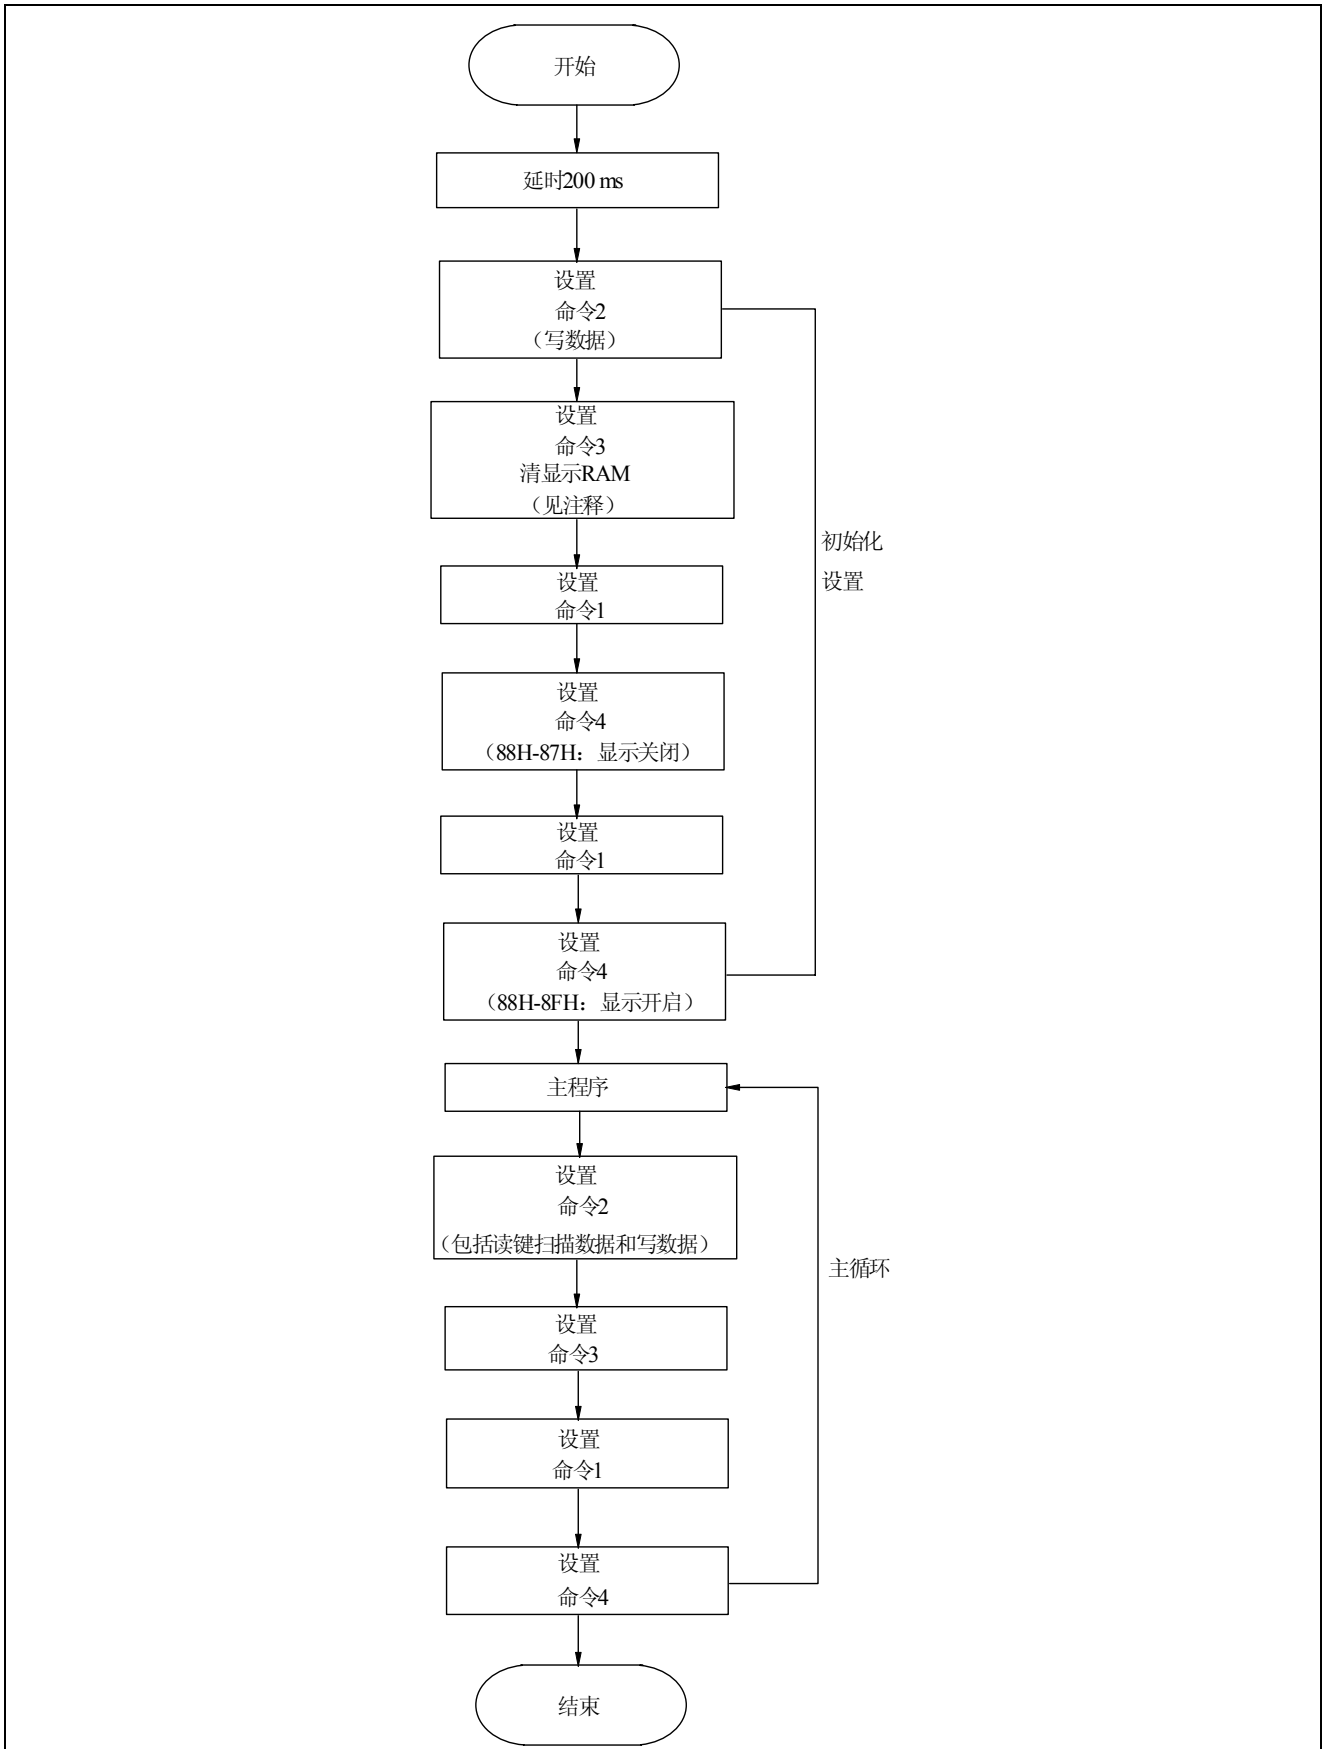 开始
延时200 ms
设置
命令2
（写数据）
设置
命令3
清显示RAM
（见注释）
初始化
设置
设置
命令1
设置
命令4
（88H-87H：显示关闭）
设置
命令1
设置
命令4
（88H-8FH：显示开启）
主程序
设置
命令2
（包括读键扫描数据和写数据）
主循环
设置
命令3
设置
命令1
设置
命令4
结束